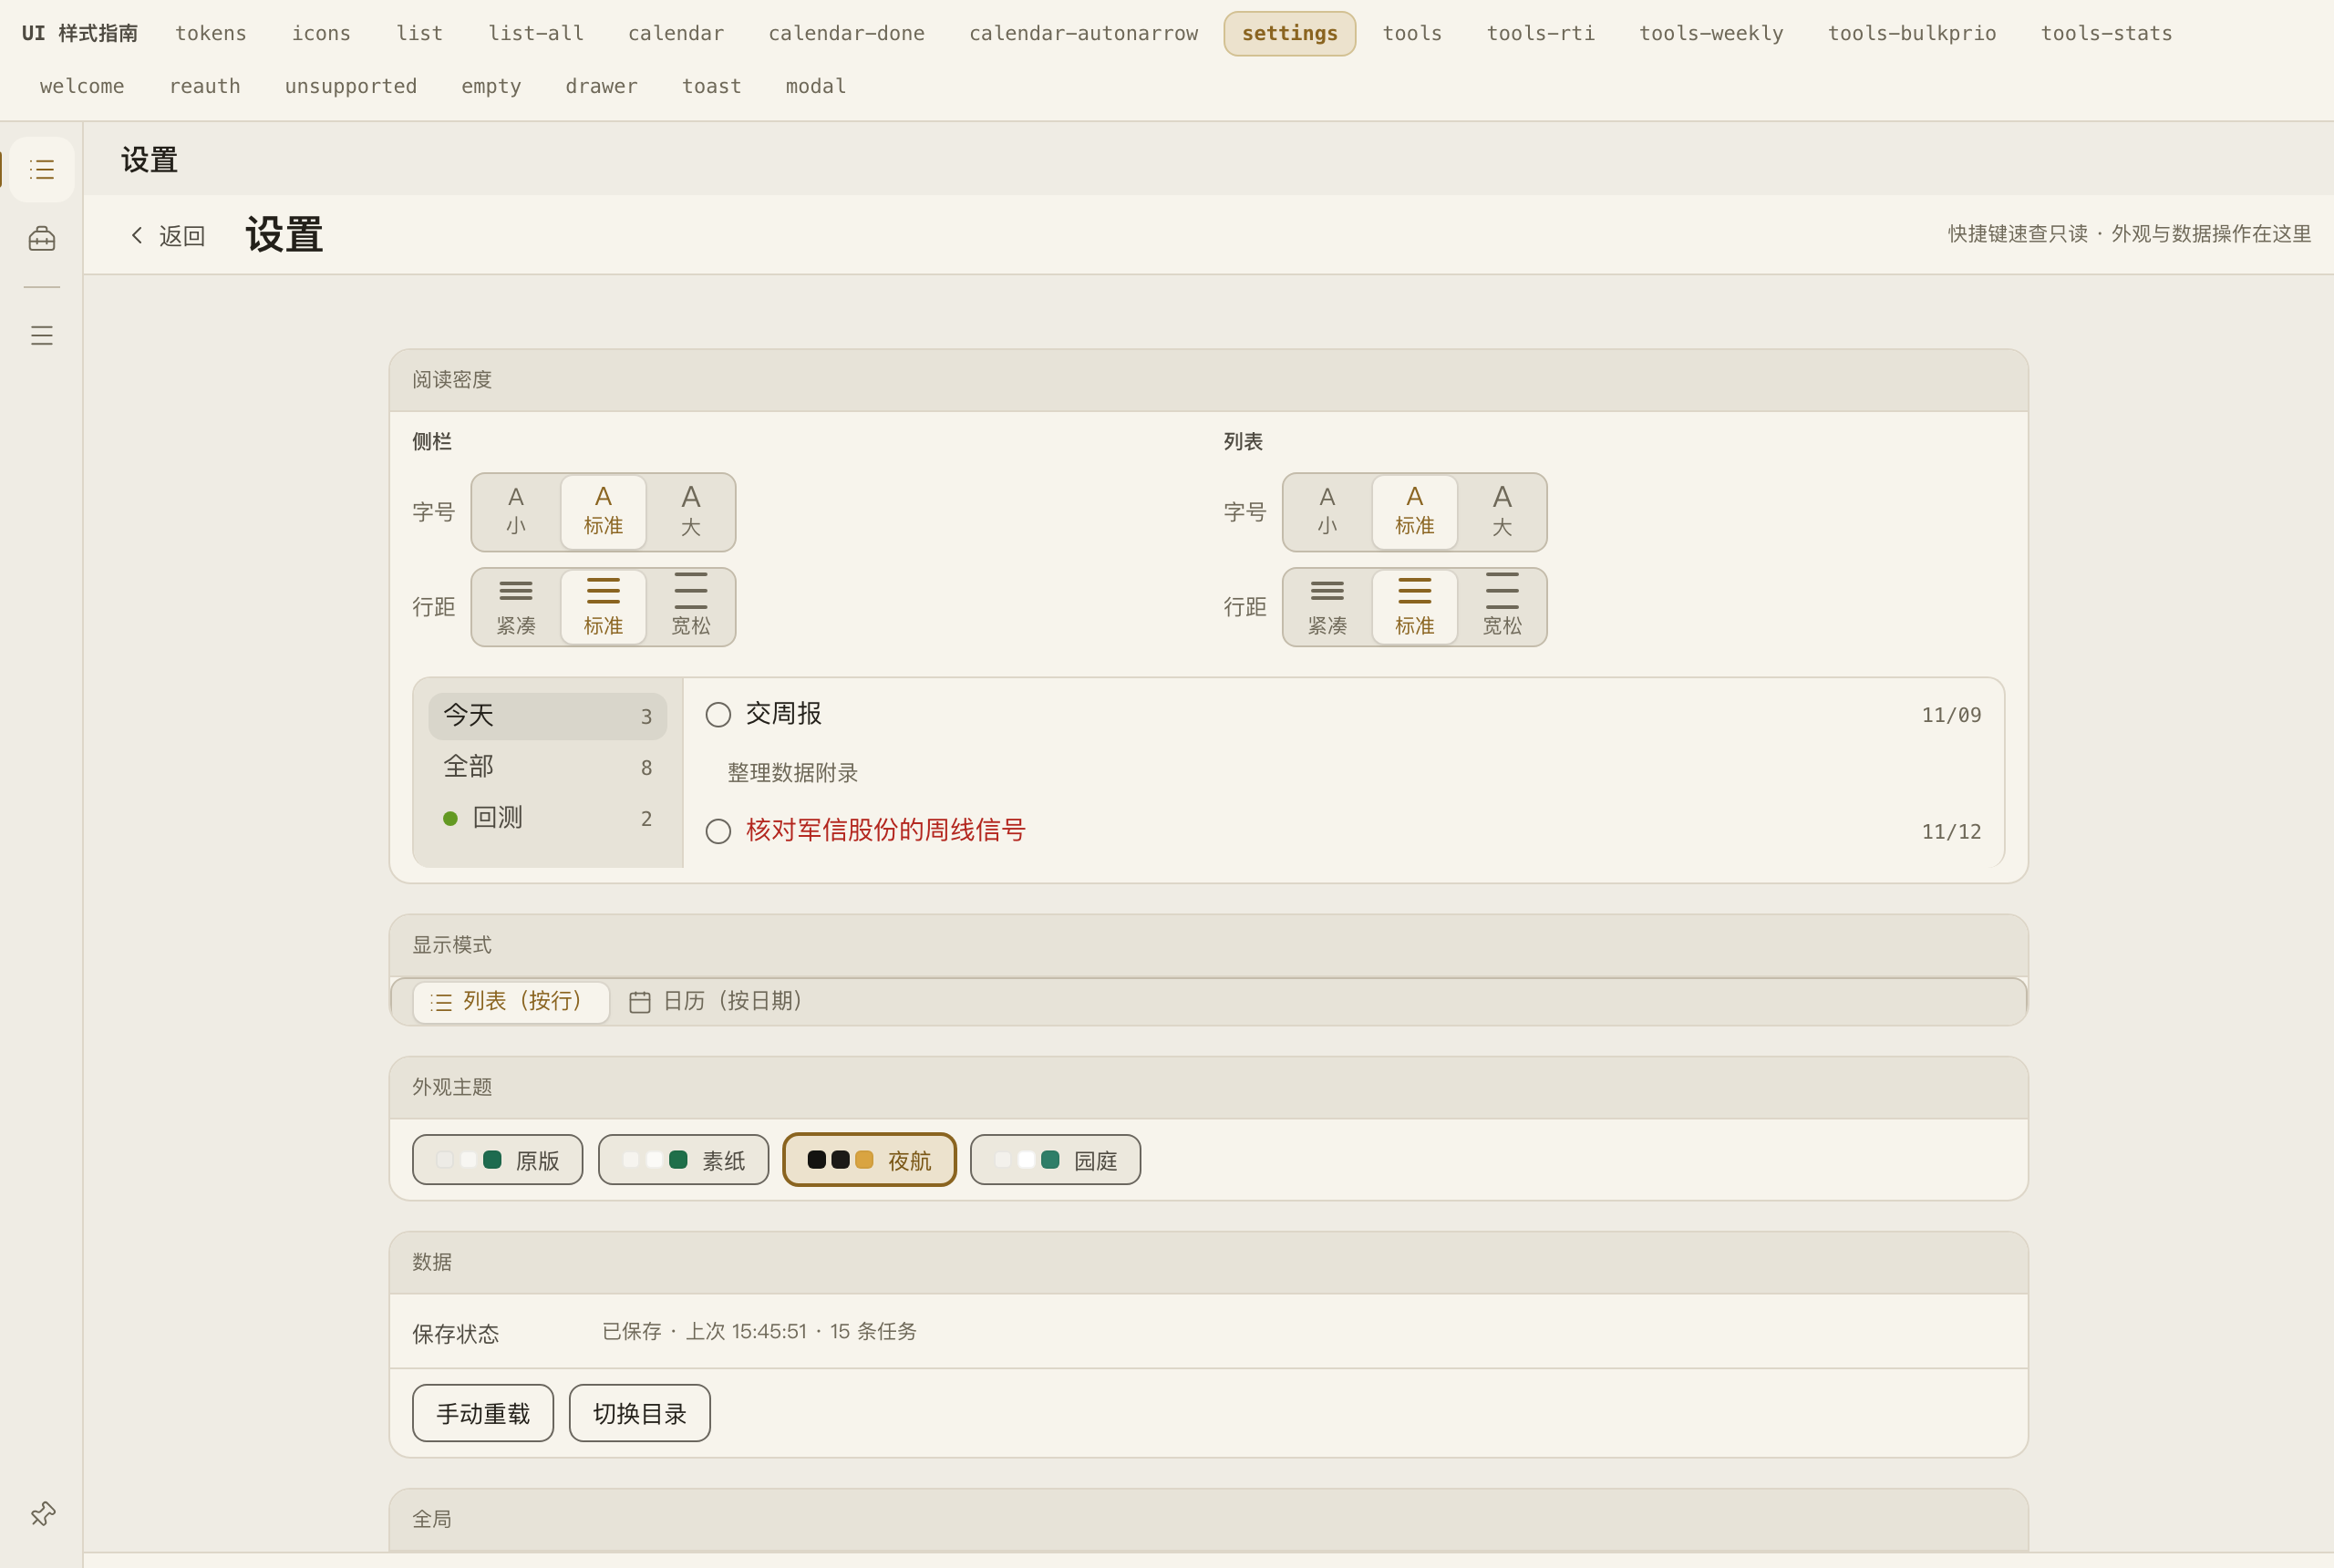 UI 样式指南 tokens icons list list-all calendar calendar-done calendar-autonarrow settings tools tools-rti tools-weekly tools-bulkprio tools-stats
welcome reauth unsupported empty drawer toast modal
设置
返回 设置 快捷键速查只读 · 外观与数据操作在这里
阅读密度
侧栏 列表
字号 A 小 A 标准 A 大 字号 A 小 A 标准 A 大
行距 紧凑 标准 宽松 行距 紧凑 标准 宽松
今天 3 交周报 11/09
全部 8 整理数据附录
回测 2 核对军信股份的周线信号 11/12
显示模式
列表（按行） 日历（按日期）
外观主题
原版 素纸 夜航 园庭
数据
保存状态 已保存 · 上次 15:45:51 · 15 条任务
手动重载 切换目录
全局